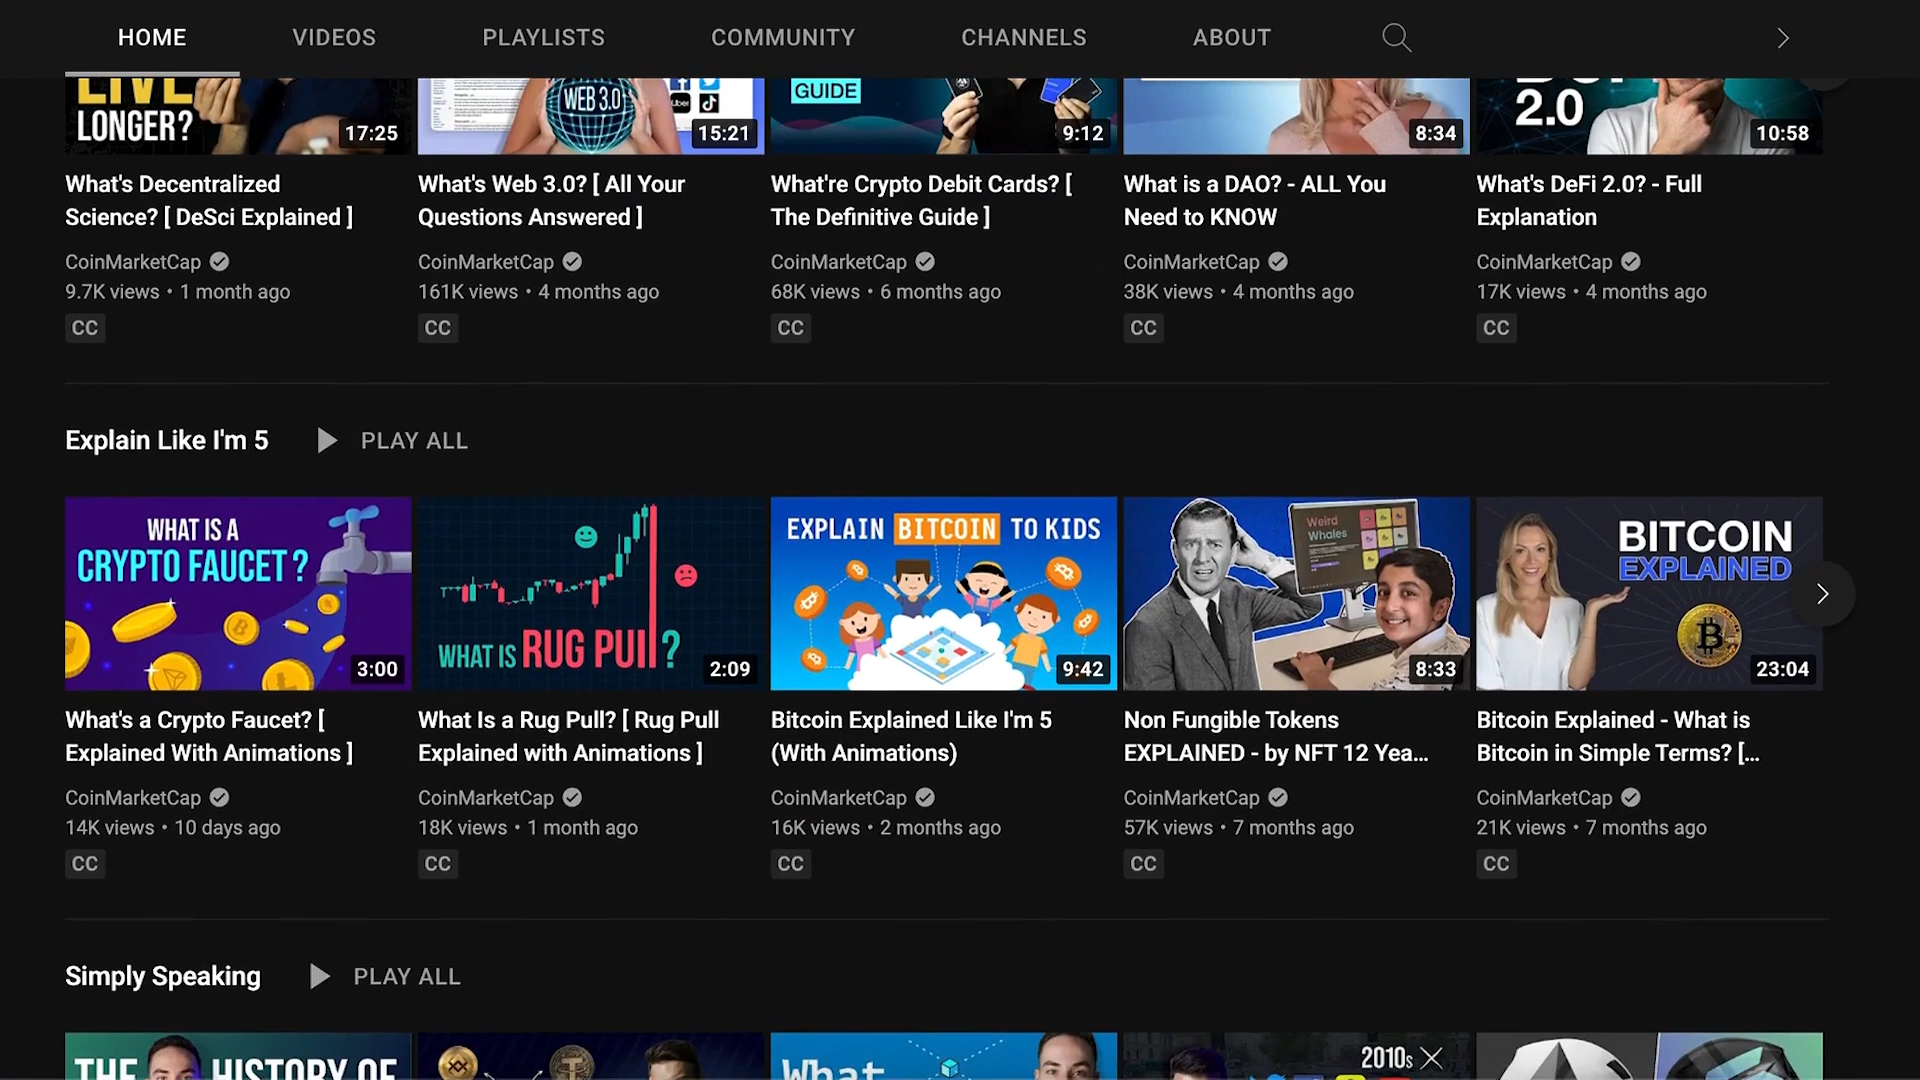 HOME VIDEOS PLAYLISTS COMMUNITY CHANNELS ABOUT
LIVE
LONGER?
17:25
WEB 3.0
Uber
15:21
GUIDE
9:12
8:34
2.0
10:58
What's Decentralized
Science? [ DeSci Explained ]
CoinMarketCap
9.7K views • 1 month ago
CC
What's Web 3.0? [ All Your
Questions Answered ]
CoinMarketCap
161K views • 4 months ago
CC
What're Crypto Debit Cards? [
The Definitive Guide ]
CoinMarketCap
68K views • 6 months ago
CC
What is a DAO? - ALL You
Need to KNOW
CoinMarketCap
38K views • 4 months ago
CC
What's DeFi 2.0? - Full
Explanation
CoinMarketCap
17K views • 4 months ago
CC
Explain Like I'm 5 PLAY ALL
WHAT IS A
CRYPTO FAUCET ?
3:00
WHAT IS RUG PUll ?
2:09
EXPLAIN BITCOIN TO KIDS
9:42
Weird
Whales
8:33
BITCOIN
EXPLAINED
23:04
What's a Crypto Faucet? [
Explained With Animations ]
CoinMarketCap
14K views • 10 days ago
CC
What Is a Rug Pull? [ Rug Pull
Explained with Animations ]
CoinMarketCap
18K views • 1 month ago
CC
Bitcoin Explained Like I'm 5
(With Animations)
CoinMarketCap
16K views • 2 months ago
CC
Non Fungible Tokens
EXPLAINED - by NFT 12 Yea...
CoinMarketCap
57K views • 7 months ago
CC
Bitcoin Explained - What is
Bitcoin in Simple Terms? [...
CoinMarketCap
21K views • 7 months ago
CC
Simply Speaking PLAY ALL
THE HISTORY OF
What
2010s